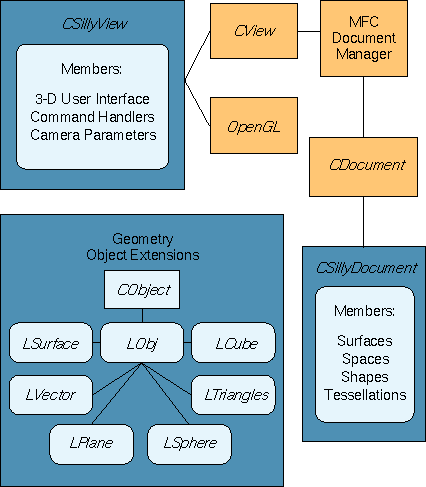 CSillyView
Members:
3-D User Interface
Command Handlers
Camera Parameters
CView
OpenGL
MFC
Document
Manager
CDocument
CSillyDocument
Members:
Surfaces
Spaces
Shapes
Tessellations
Geometry
Object Extensions
CObject
LSurface
LObj
LCube
LVector
LTriangles
LPlane
LSphere